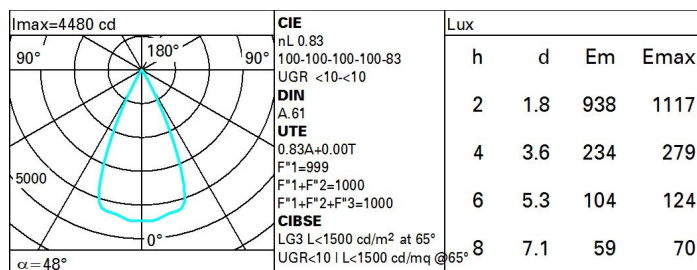 Imax=4480 cd
90°
180°
90°
5000
0°
α=48°
CIE
nL 0.83
100-100-100-100-83
UGR <10-<10
DIN
A.61
UTE
0.83A+0.00T
F"1=999
F"1+F"2=1000
F"1+F"2+F"3=1000
CIBSE
LG3 L<1500 cd/m² at 65°
UGR<10 | L<1500 cd/mq @65°
Lux
h d Em Emax
2 1.8 938 1117
4 3.6 234 279
6 5.3 104 124
8 7.1 59 70